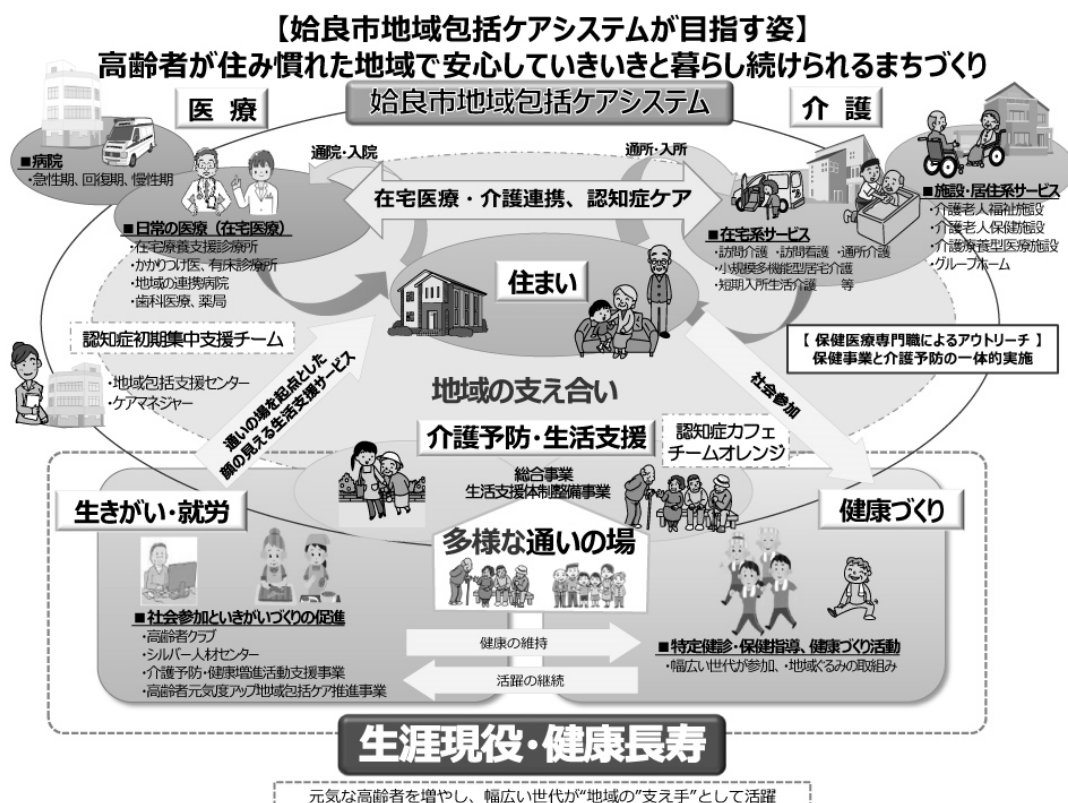 【姶良市地域包括ケアシステムが目指す姿】
高齢者が住み慣れた地域で安心していきいきと暮らし続けられるまちづくり
姶良市地域包括ケアシステム
医 療
介 護
■病院
・急性期、回復期、慢性期
通院・入院
通所・入所
在宅医療・介護連携、認知症ケア
■日常の医療（在宅医療）
・在宅療養支援診療所
・かかりつけ医、有床診療所
・地域の連携病院
・歯科医療、薬局
■在宅系サービス
・訪問介護 ・訪問看護 ・通所介護
・小規模多機能型居宅介護
・短期入所生活介護 等
■施設・居住系サービス
・介護老人福祉施設
・介護老人保健施設
・介護療養型医療施設
・グループホーム
住まい
認知症初期集中支援チーム
・地域包括支援センター
・ケアマネジャー
【 保健医療専門職によるアウトリーチ 】
保健事業と介護予防の一体的実施
通いの場を起点とした
顔の見える生活支援サービス
社会参加
地域の支え合い
介護予防・生活支援
総合事業
生活支援体制整備事業
認知症カフェ
チームオレンジ
生きがい・就労
健康づくり
多様な通いの場
■社会参加といきがいづくりの促進
・高齢者クラブ
・シルバー人材センター
・介護予防・健康増進活動支援事業
・高齢者元気度アップ地域包括ケア推進事業
健康の維持
活躍の継続
■特定健診・保健指導、健康づくり活動
・幅広い世代が参加、・地域ぐるみの取組み
生涯現役・健康長寿
元気な高齢者を増やし、幅広い世代が“地域の”支え手”として活躍